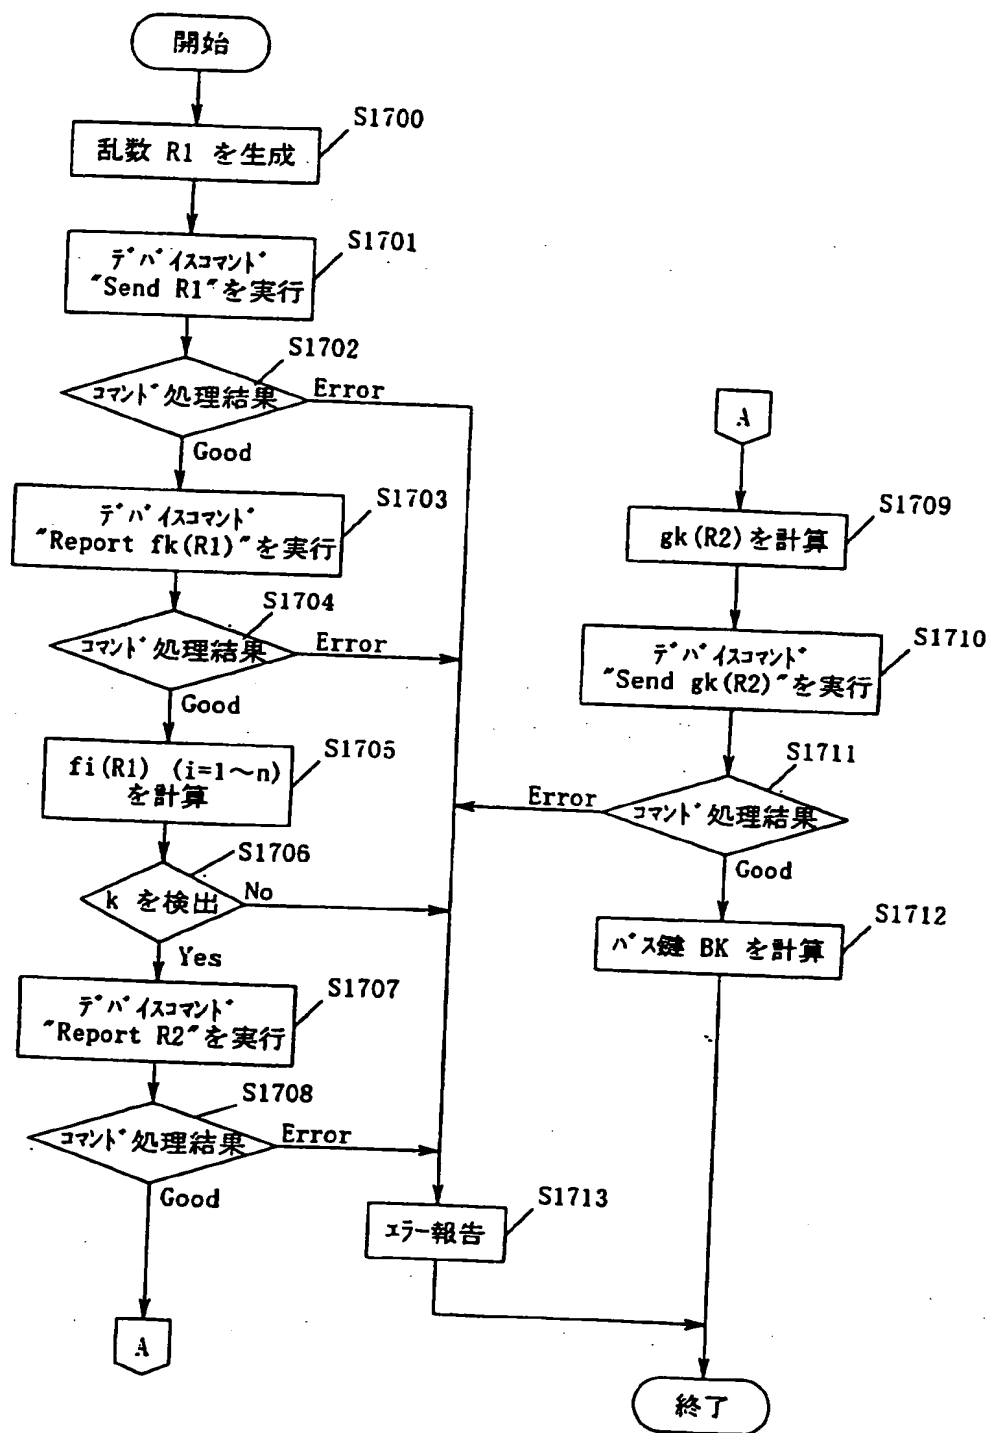 開始
S1700
乱数 R1 を生成
S1701
デバイスコマンド
"Send R1"を実行
S1702
コマンド処理結果
Error
Good
S1703
デバイスコマンド
"Report fk(R1)"を実行
S1704
コマンド処理結果
Error
Good
S1705
fi(R1) (i=1～n)
を計算
S1706
k を検出
No
Yes
S1707
デバイスコマンド
"Report R2"を実行
S1708
コマンド処理結果
Error
Good
A
A
S1709
gk(R2)を計算
S1710
デバイスコマンド
"Send gk(R2)"を実行
S1711
コマンド処理結果
Error
Good
S1712
バス鍵 BK を計算
S1713
エラー報告
終了